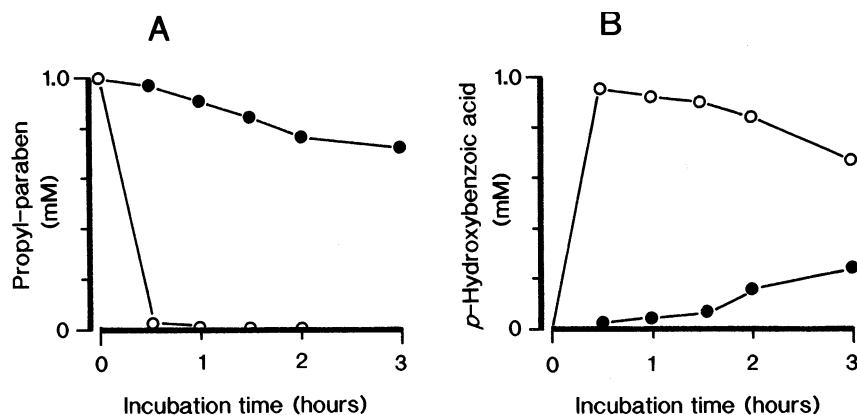 A
1.0
Propyl-paraben
(mM)
0
0 1 2 3
Incubation time (hours)
B
1.0
p-Hydroxybenzoic acid
(mM)
0
0 1 2 3
Incubation time (hours)